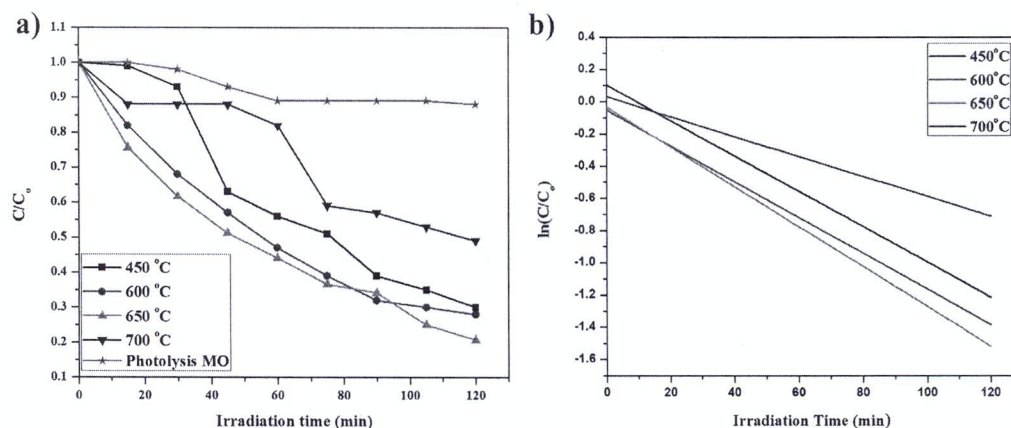 a)
1.1
1.0
0.9
0.8
0.7
0.6
0.5
0.4
0.3
0.2
0.1
C/Co
450 °C
600 °C
650 °C
700 °C
Photolysis MO
0 20 40 60 80 100 120
Irradiation time (min)
b)
0.4
0.2
0.0
-0.2
-0.4
-0.6
-0.8
-1.0
-1.2
-1.4
-1.6
ln(C/Co)
450°C
600°C
650°C
700°C
0 20 40 60 80 100 120
Irradiation Time (min)